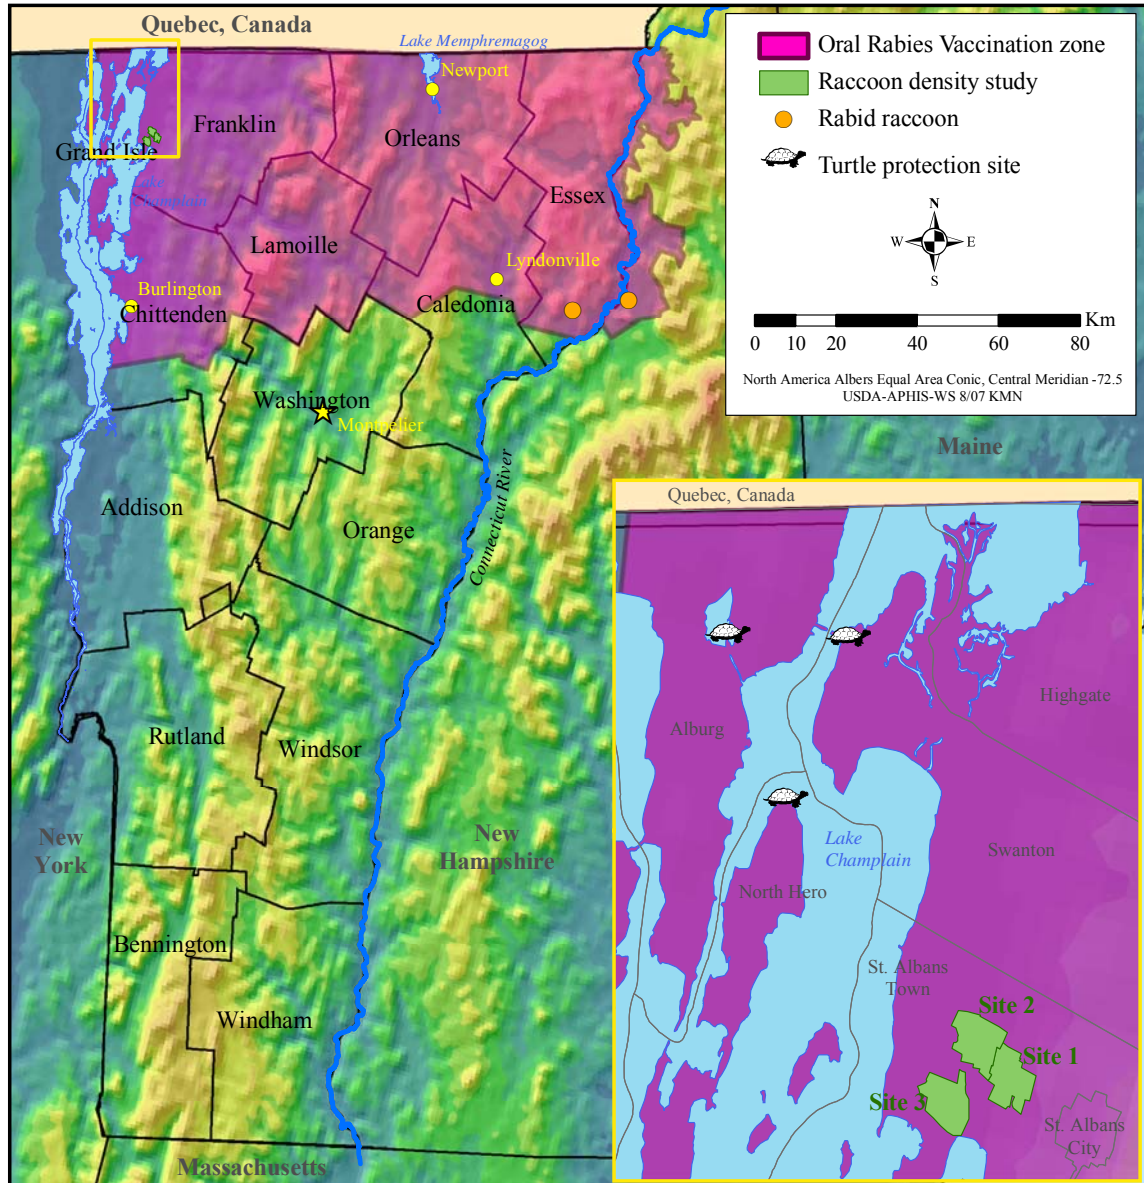 Quebec, Canada
Lake Memphremagog
Newport
Franklin
Orleans
Grand Isle
Lake
Champlain
Essex
Lamoille
Lyndonville
Burlington
Chittenden
Caledonia
Washington
Montpelier
Maine
Addison
Orange
Connecticut River
Rutland
Windsor
New
York
New
Hampshire
Bennington
Windham
Massachusetts
Oral Rabies Vaccination zone
Raccoon density study
Rabid raccoon
Turtle protection site
N
W
E
S
Km
0 10 20 40 60 80
North America Albers Equal Area Conic, Central Meridian -72.5
USDA-APHIS-WS 8/07 KMN
Quebec, Canada
Highgate
Alburg
Lake
Champlain
Swanton
North Hero
St. Albans
Town
Site 2
Site 1
Site 3
St. Albans
City